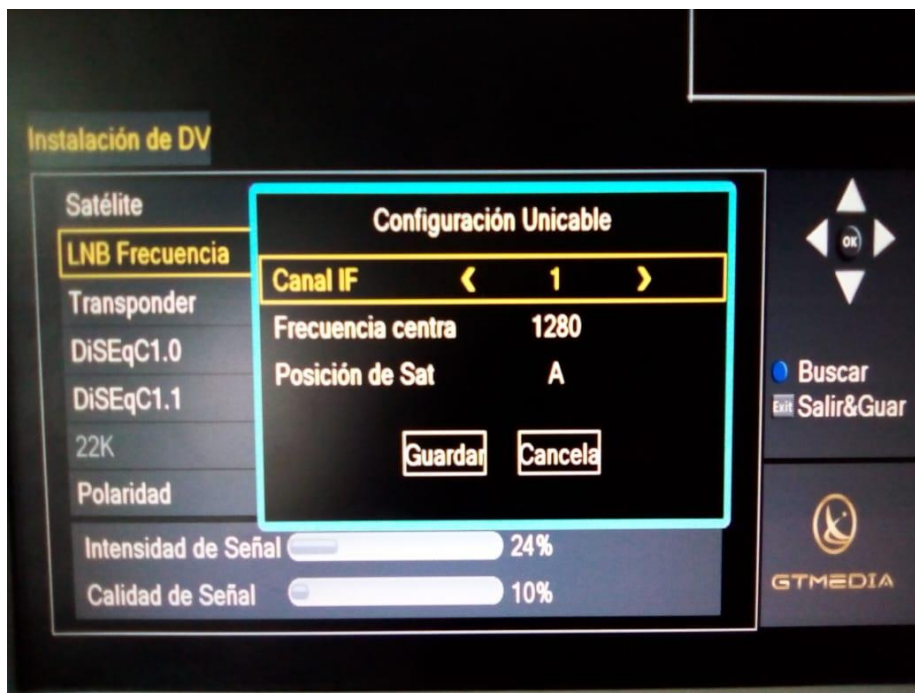 Instalación de DV
Satélite
LNB Frecuencia
Transponder
DiSEqC1.0
DiSEqC1.1
22K
Polaridad
Configuración Unicable
Canal IF 1
Frecuencia centra 1280
Posición de Sat A
Guardar Cancela
Intensidad de Señal 24%
Calidad de Señal 10%
OK
Buscar
Exit Salir&Guar
GTMEDIA